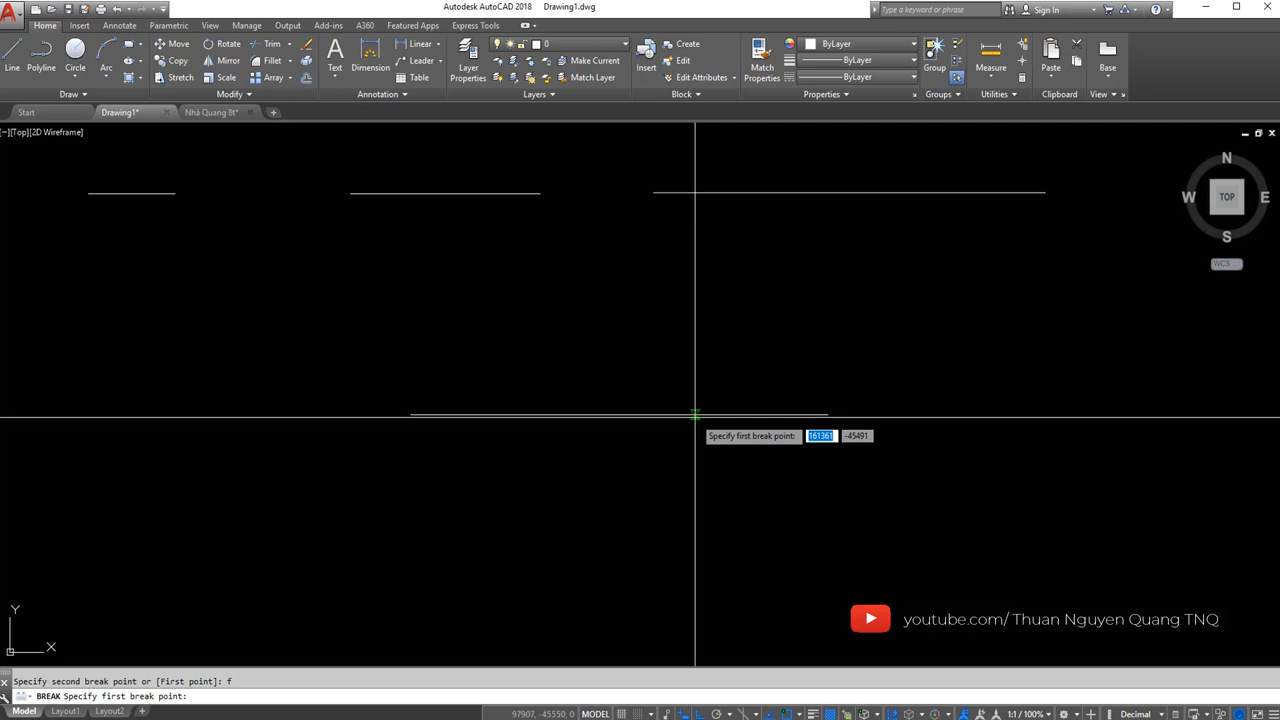 Autodesk AutoCAD 2018 Drawing1.dwg
Type a keyword or phrase
Sign In
Home Insert Annotate Parametric View Manage Output Add-ins A360 Featured Apps Express Tools
Line Polyline Circle Arc
Move Rotate Trim
Copy Mirror Fillet
Stretch Scale Array
Text Dimension
Linear
Leader
Table
Layer Properties
0
Make Current
Match Layer
Insert
Create
Edit
Edit Attributes
Match Properties
ByLayer
ByLayer
ByLayer
Group
Measure
Paste
Base
Draw Modify Annotation Layers Block Properties Groups Utilities Clipboard View
Start Drawing1* Nhà Quang 8t*
[−][Top][2D Wireframe]
N
W TOP E
S
WCS
Specify first break point: 161361 -45491
Y
X
youtube.com/ Thuan Nguyen Quang TNQ
Specify second break point or [First point]: f
BREAK Specify first break point:
Model Layout1 Layout2
97907, -45550, 0 MODEL 1:1 / 100% Decimal